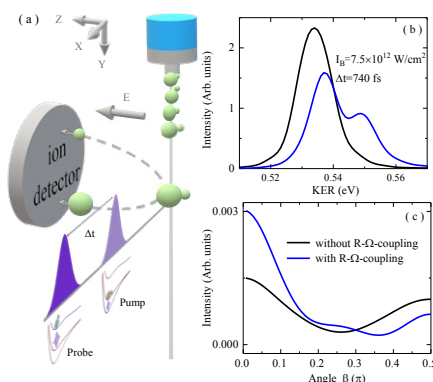 ( a )
Z
X
Y
E
ion
detector
Δt
Pump
Probe
( b )
I_B=7.5×10^12 W/cm^2
Δt=740 fs
Intensity (Arb. units)
2
1
0
0.52
0.54
0.56
KER (eV)
( c )
without R-Ω-coupling
with R-Ω-coupling
Intensity (Arb. units)
0.003
0.000
0.0
0.1
0.2
0.3
0.4
0.5
Angle β (π)